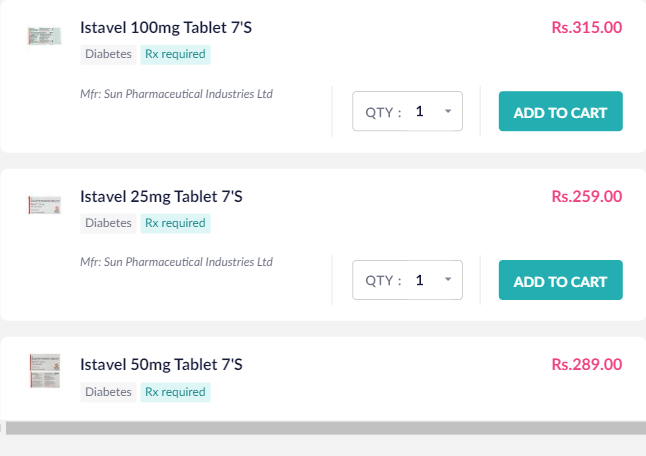 Istavel 100mg Tablet 7'S
Rs.315.00
Diabetes Rx required
Mfr: Sun Pharmaceutical Industries Ltd
QTY : 1
ADD TO CART
Istavel 25mg Tablet 7'S
Rs.259.00
Diabetes Rx required
Mfr: Sun Pharmaceutical Industries Ltd
QTY : 1
ADD TO CART
Istavel 50mg Tablet 7'S
Rs.289.00
Diabetes Rx required